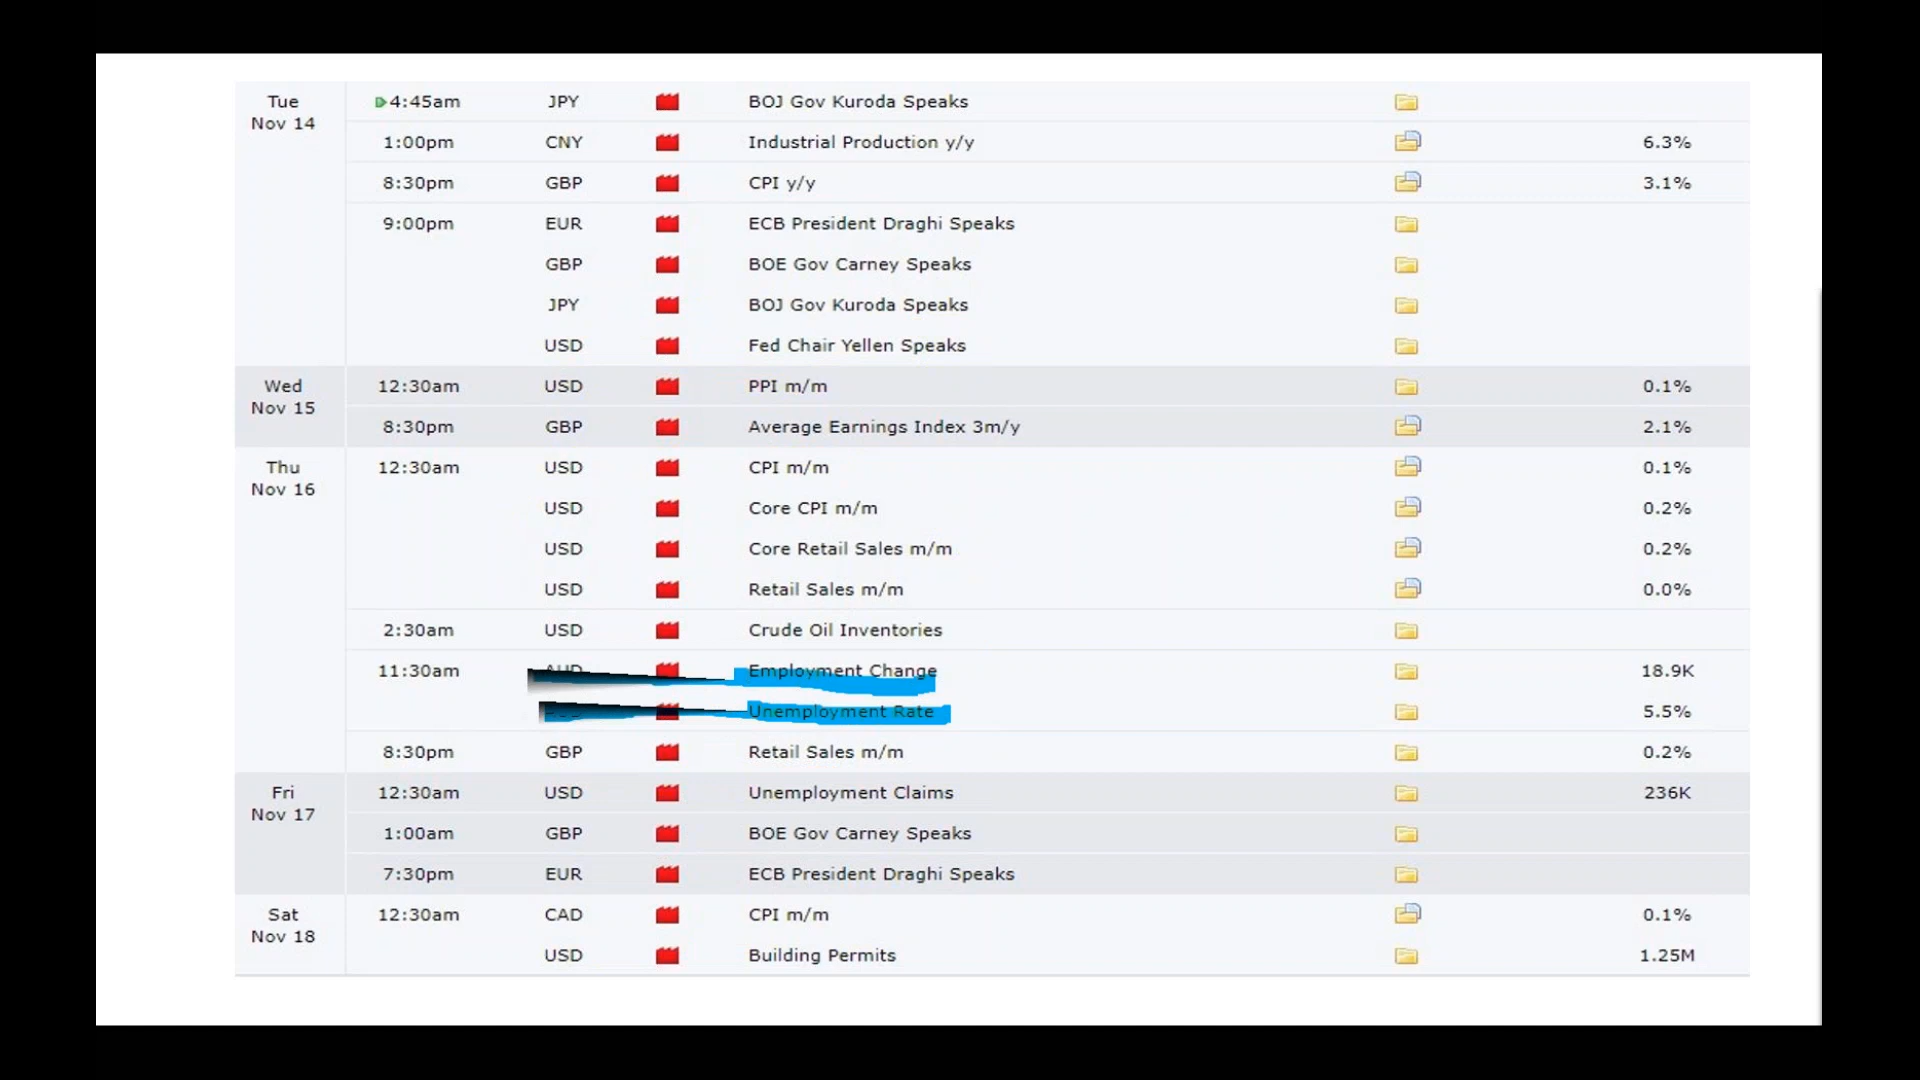 Tue
Nov 14
4:45am JPY BOJ Gov Kuroda Speaks
1:00pm CNY Industrial Production y/y 6.3%
8:30pm GBP CPI y/y 3.1%
9:00pm EUR ECB President Draghi Speaks
GBP BOE Gov Carney Speaks
JPY BOJ Gov Kuroda Speaks
USD Fed Chair Yellen Speaks
Wed
Nov 15
12:30am USD PPI m/m 0.1%
8:30pm GBP Average Earnings Index 3m/y 2.1%
Thu
Nov 16
12:30am USD CPI m/m 0.1%
USD Core CPI m/m 0.2%
USD Core Retail Sales m/m 0.2%
USD Retail Sales m/m 0.0%
2:30am USD Crude Oil Inventories
11:30am AUD Employment Change 18.9K
Unemployment Rate 5.5%
8:30pm GBP Retail Sales m/m 0.2%
Fri
Nov 17
12:30am USD Unemployment Claims 236K
1:00am GBP BOE Gov Carney Speaks
7:30pm EUR ECB President Draghi Speaks
Sat
Nov 18
12:30am CAD CPI m/m 0.1%
USD Building Permits 1.25M